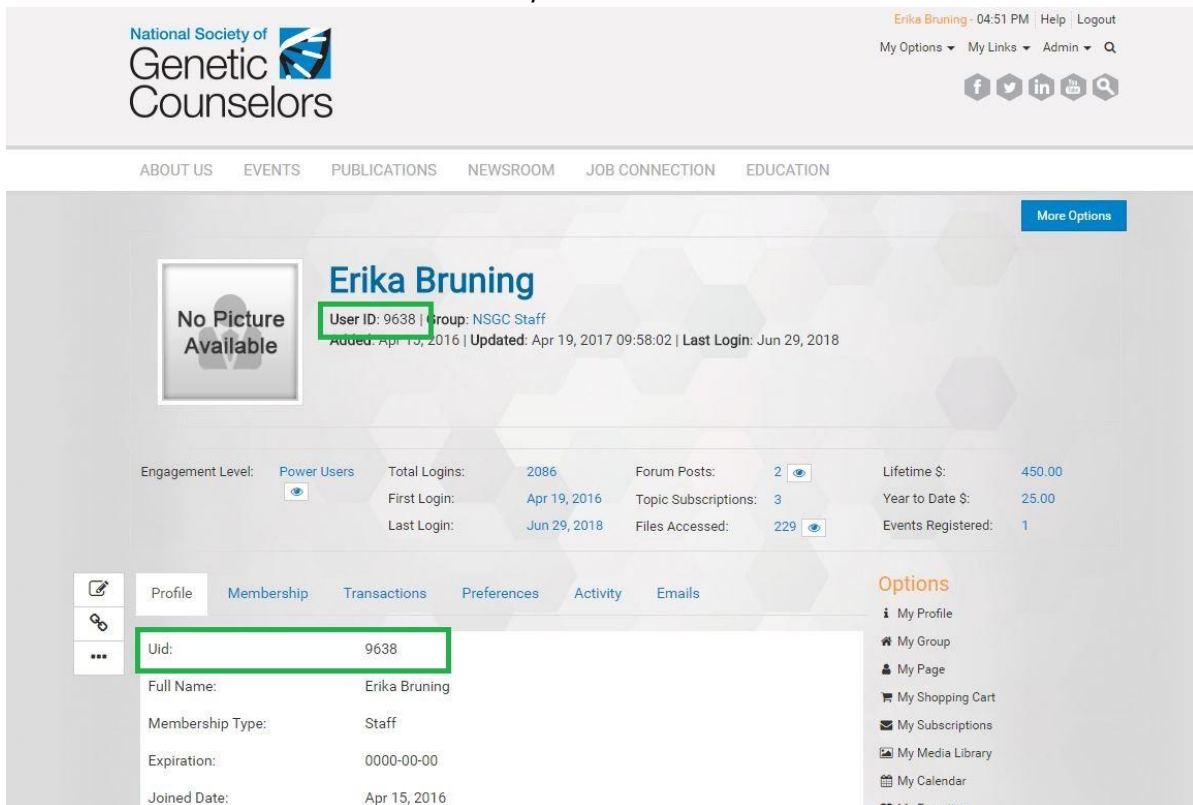 Erika Bruning - 04:51 PM Help Logout
National Society of
Genetic
Counselors
My Options My Links Admin
ABOUT US EVENTS PUBLICATIONS NEWSROOM JOB CONNECTION EDUCATION
More Options
No Picture
Available
Erika Bruning
User ID: 9638 | Group: NSGC Staff
Added: Apr 15, 2016 | Updated: Apr 19, 2017 09:58:02 | Last Login: Jun 29, 2018
Engagement Level: Power Users Total Logins: 2086 Forum Posts: 2 Lifetime $: 450.00
First Login: Apr 19, 2016 Topic Subscriptions: 3 Year to Date $: 25.00
Last Login: Jun 29, 2018 Files Accessed: 229 Events Registered: 1
Profile Membership Transactions Preferences Activity Emails
Uid: 9638
Full Name: Erika Bruning
Membership Type: Staff
Expiration: 0000-00-00
Joined Date: Apr 15, 2016
Options
My Profile
My Group
My Page
My Shopping Cart
My Subscriptions
My Media Library
My Calendar